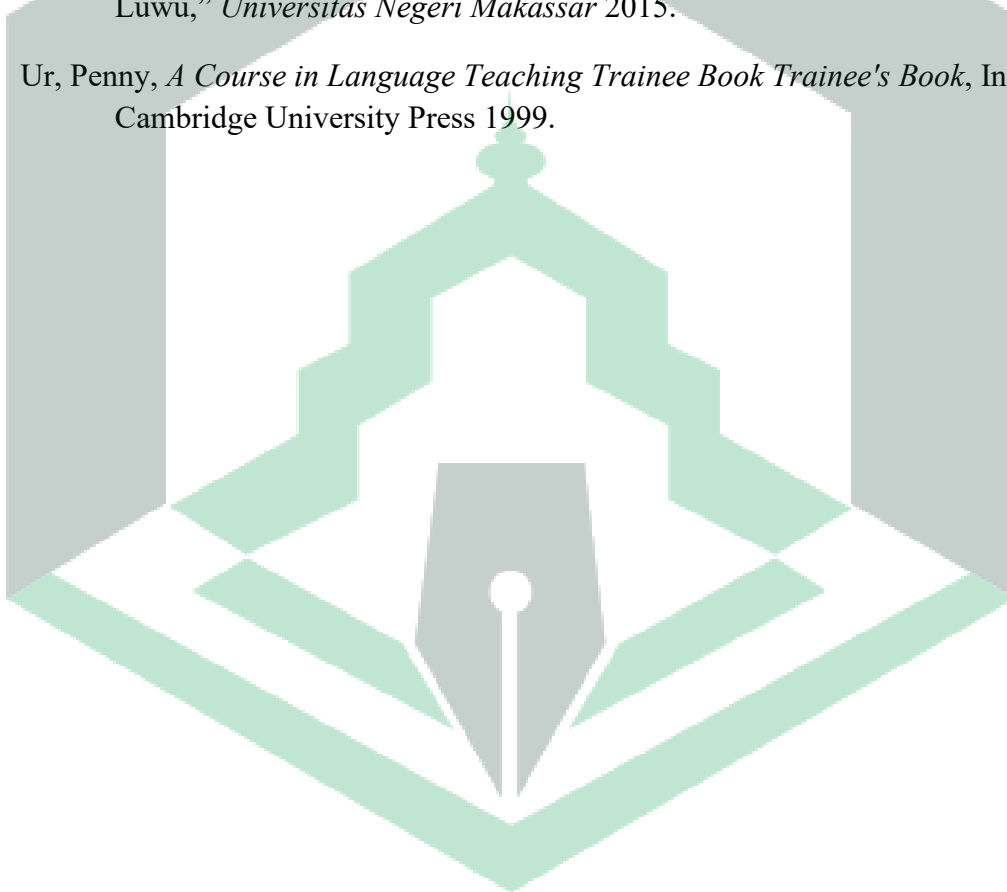 Luwu,” Universitas Negeri Makassar 2015.
Ur, Penny, A Course in Language Teaching Trainee Book Trainee's Book, In
Cambridge University Press 1999.